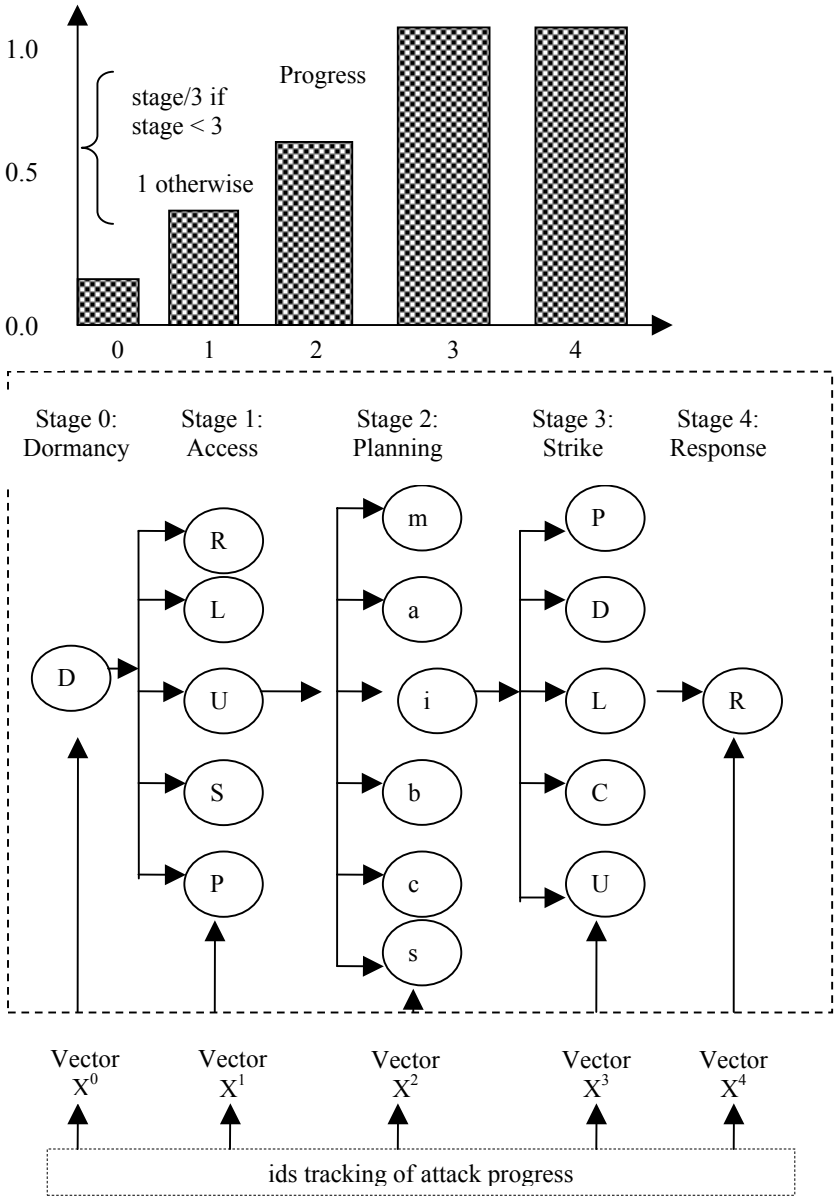 1.0
Progress
stage/3 if
stage < 3
0.5
1 otherwise
0.0
0 1 2 3 4
Stage 0:
Dormancy
Stage 1:
Access
Stage 2:
Planning
Stage 3:
Strike
Stage 4:
Response
D
R
L
U
S
P
m
a
i
b
c
s
P
D
L
C
U
R
Vector
X⁰
Vector
X¹
Vector
X²
Vector
X³
Vector
X⁴
ids tracking of attack progress